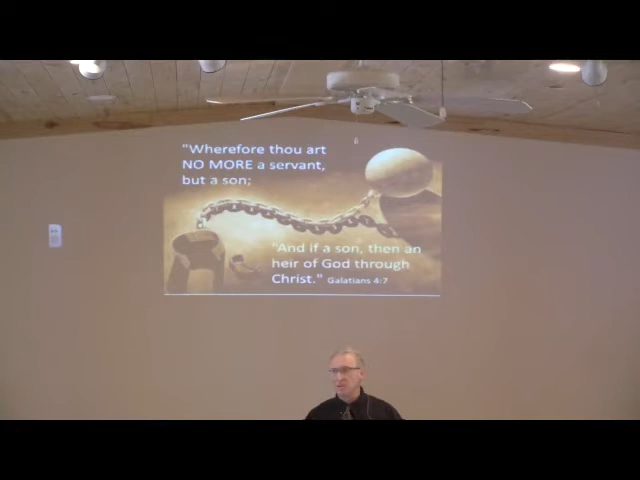 "Wherefore thou art
NO MORE a servant,
but a son;
"And if a son, then an
heir of God through
Christ." Galatians 4:7